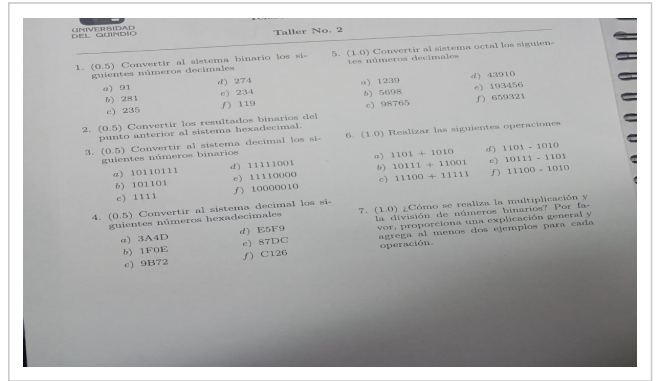 UNIVERSIDAD
DEL QUINDÍO
Taller No. 2
1. (0.5) Convertir al sistema binario los si-
guientes números decimales
a) 91
b) 281
c) 235
d) 274
e) 234
f) 119
2. (0.5) Convertir los resultados binarios del
punto anterior al sistema hexadecimal.
3. (0.5) Convertir al sistema decimal los si-
guientes números binarios
a) 10110111
b) 101101
c) 1111
d) 11111001
e) 11110000
f) 10000010
4. (0.5) Convertir al sistema decimal los si-
guientes números hexadecimales
a) 3A4D
b) 1F0E
c) 9B72
d) E5F9
e) 87DC
f) C126
5. (1.0) Convertir al sistema octal los siguien-
tes números decimales
a) 1239
b) 5698
c) 98765
d) 43910
e) 193456
f) 659321
6. (1.0) Realizar las siguientes operaciones
a) 1101 + 1010
b) 10111 + 11001
c) 11100 + 11111
d) 1101 - 1010
e) 10111 - 1101
f) 11100 - 1010
7. (1.0) ¿Cómo se realiza la multiplicación y
la división de números binarios? Por fa-
vor, proporciona una explicación general y
agrega al menos dos ejemplos para cada
operación.